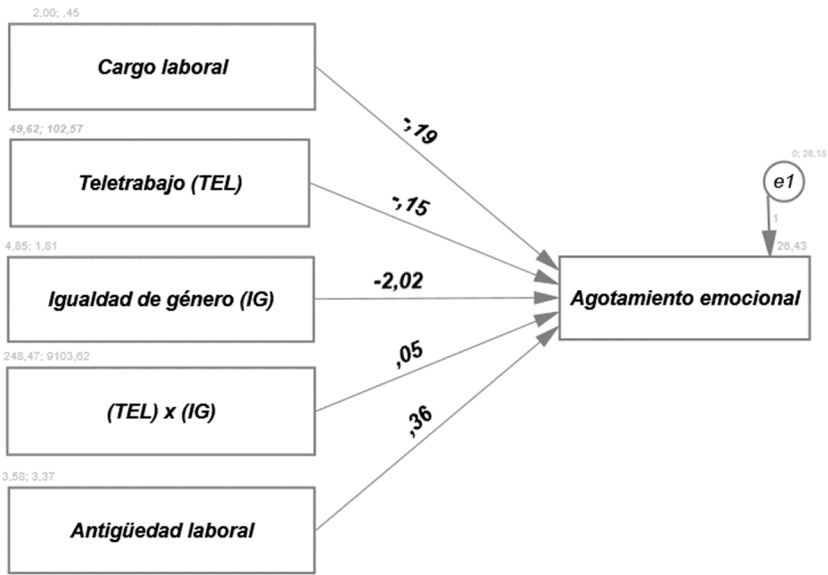 2,00; ,45
Cargo laboral
-,19
49,62; 102,57
Teletrabajo (TEL)
-,15
0; 28,15
e1
1
4,85; 1,81
Igualdad de género (IG)
-2,02
26,43
Agotamiento emocional
248,47; 9103,62
(TEL) x (IG)
,05
3,58; 3,37
Antigüedad laboral
,36